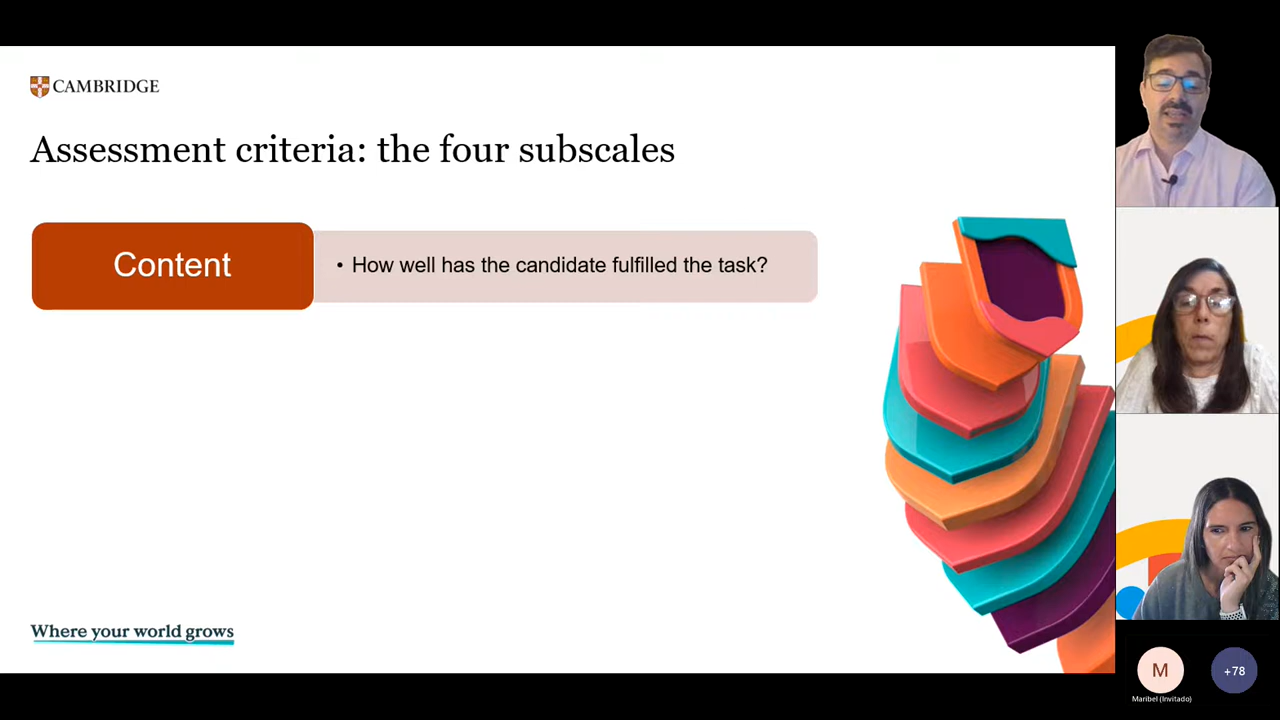 CAMBRIDGE
Assessment criteria: the four subscales
Content
• How well has the candidate fulfilled the task?
Where your world grows
M
+78
Maribel (Invitado)